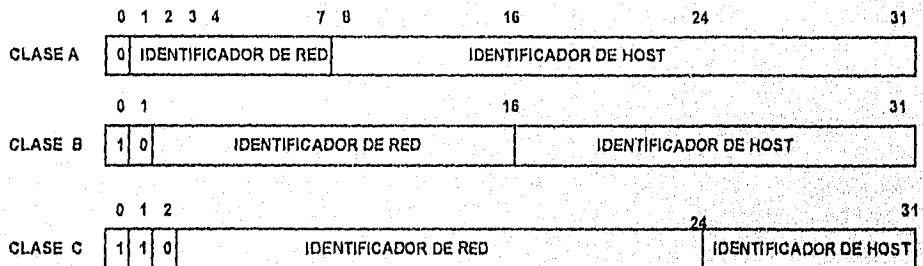 0 1 2 3 4 7 8 16 24 31
CLASE A 0 IDENTIFICADOR DE RED IDENTIFICADOR DE HOST
0 1 16 31
CLASE B 1 0 IDENTIFICADOR DE RED IDENTIFICADOR DE HOST
0 1 2 24 31
CLASE C 1 1 0 IDENTIFICADOR DE RED IDENTIFICADOR DE HOST